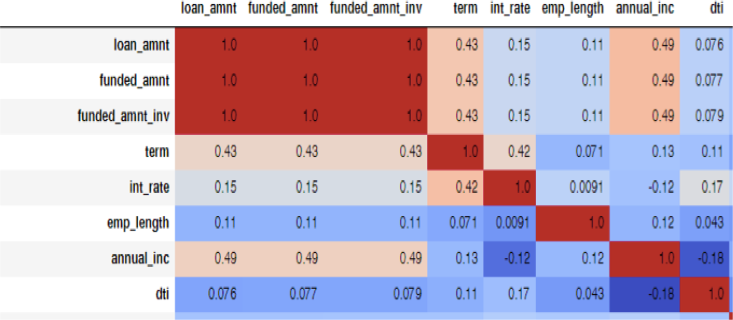 loan_amnt funded_amnt funded_amnt_inv term int_rate emp_length annual_inc dti
loan_amnt 1.0 1.0 1.0 0.43 0.15 0.11 0.49 0.076
funded_amnt 1.0 1.0 1.0 0.43 0.15 0.11 0.49 0.077
funded_amnt_inv 1.0 1.0 1.0 0.43 0.15 0.11 0.49 0.079
term 0.43 0.43 0.43 1.0 0.42 0.071 0.13 0.11
int_rate 0.15 0.15 0.15 0.42 1.0 0.0091 -0.12 0.17
emp_length 0.11 0.11 0.11 0.071 0.0091 1.0 0.12 0.043
annual_inc 0.49 0.49 0.49 0.13 -0.12 0.12 1.0 -0.18
dti 0.076 0.077 0.079 0.11 0.17 0.043 -0.18 1.0